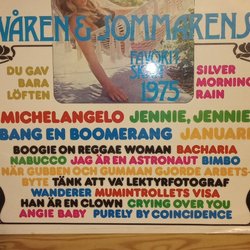 VÅREN & SOMMARENS
FAVORIT
1975
DU GAV
BARA
LÖFTEN
SILVER
MORNING
RAIN
MICHELANGELO JENNIE, JENNIE
BANG EN BOOMERANG JANUARI
BOOGIE ON REGGAE WOMAN BACHARIA
NABUCCO JAG ÄR EN ASTRONAUT BIMBO
NÄR GUBBEN OCH GUMMAN GJORDE ARBETS-
BYTE TÄNK ATT VA' LEKTYRFOTOGRAF
WANDERER MUMINTROLLETS VISA
HAN ÄR EN CLOWN CRYING OVER YOU
ANGIE BABY PURELY BY COINCIDENCE